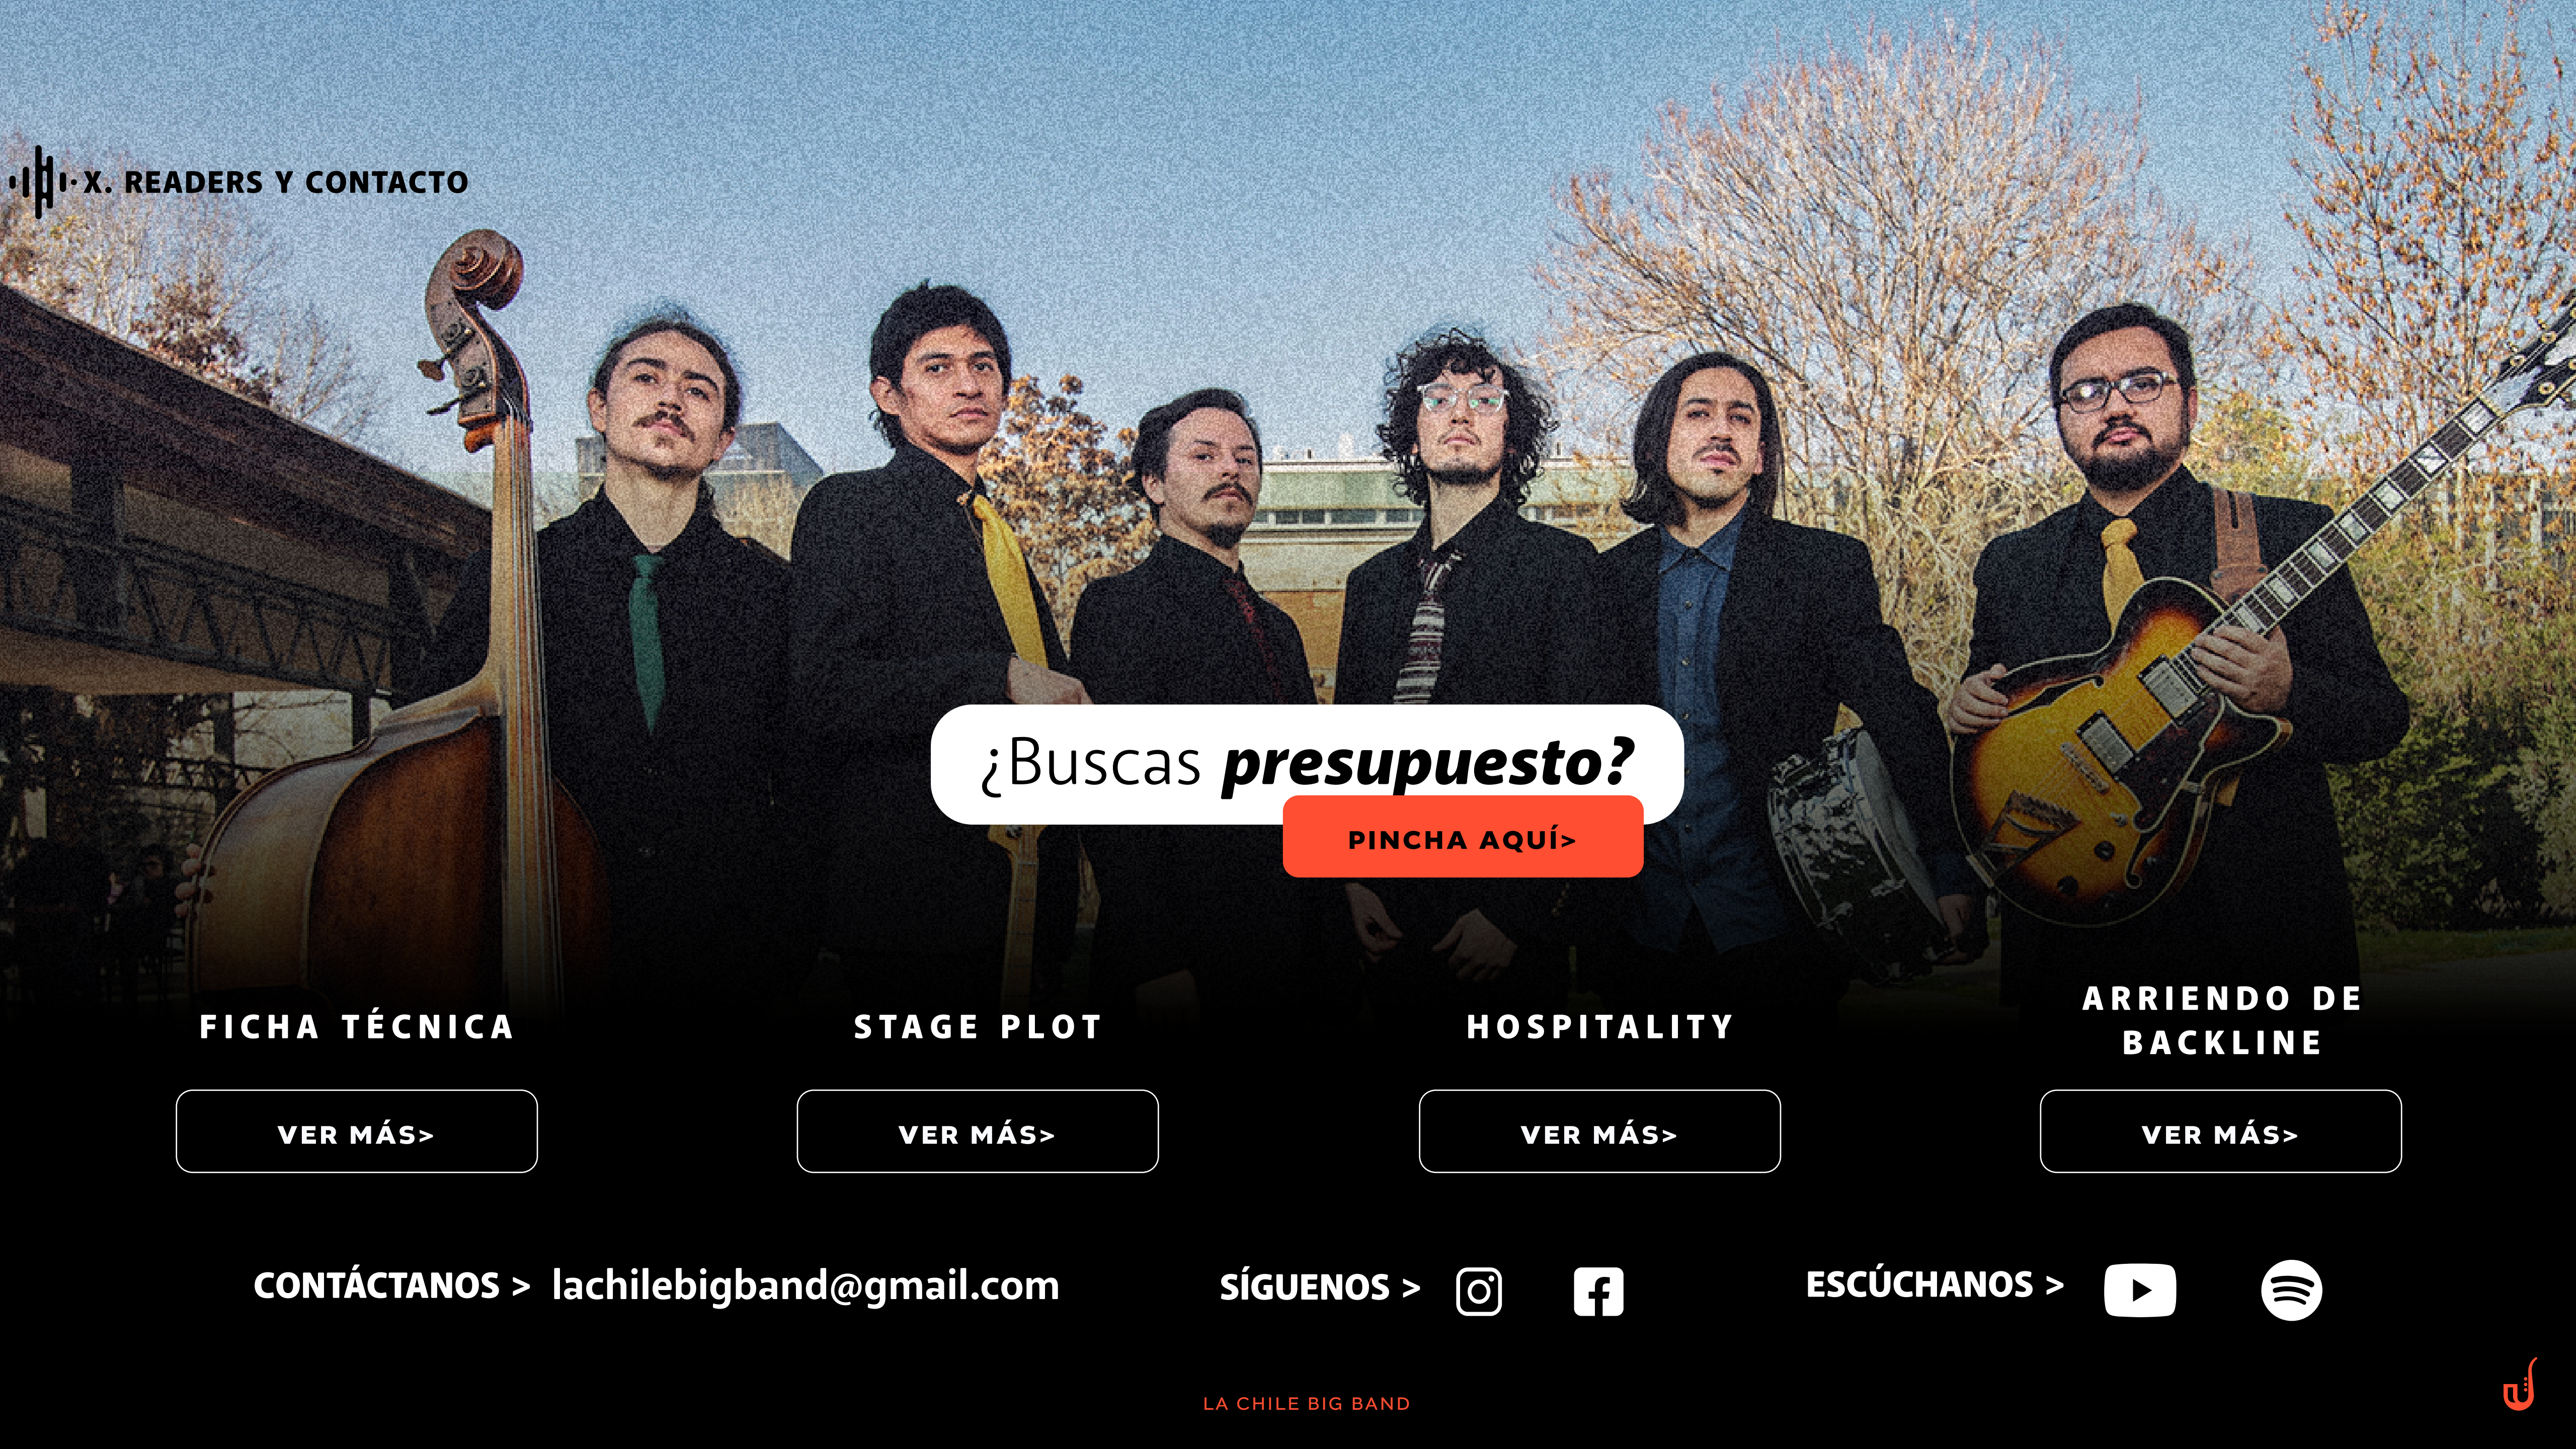 X. READERS Y CONTACTO
¿Buscas presupuesto?
PINCHA AQUÍ>
FICHA TÉCNICA
VER MÁS>
STAGE PLOT
VER MÁS>
HOSPITALITY
VER MÁS>
ARRIENDO DE
BACKLINE
VER MÁS>
CONTÁCTANOS > lachilebigband@gmail.com
SÍGUENOS >
ESCÚCHANOS >
LA CHILE BIG BAND